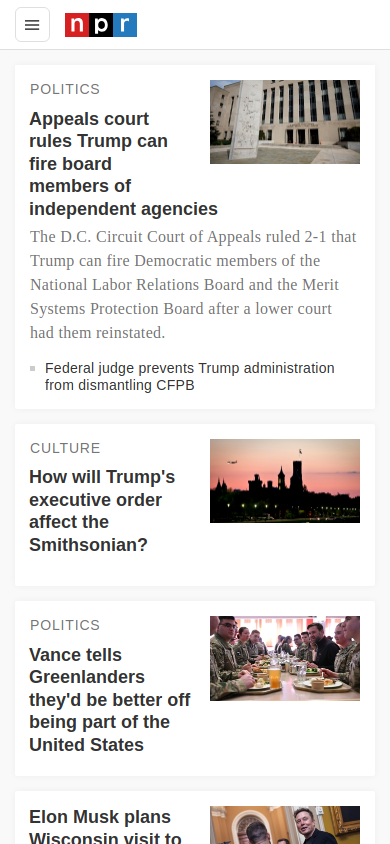 npr
POLITICS
Appeals court
rules Trump can
fire board
members of
independent agencies
The D.C. Circuit Court of Appeals ruled 2-1 that
Trump can fire Democratic members of the
National Labor Relations Board and the Merit
Systems Protection Board after a lower court
had them reinstated.
Federal judge prevents Trump administration
from dismantling CFPB
CULTURE
How will Trump's
executive order
affect the
Smithsonian?
POLITICS
Vance tells
Greenlanders
they'd be better off
being part of the
United States
Elon Musk plans
Wisconsin visit to